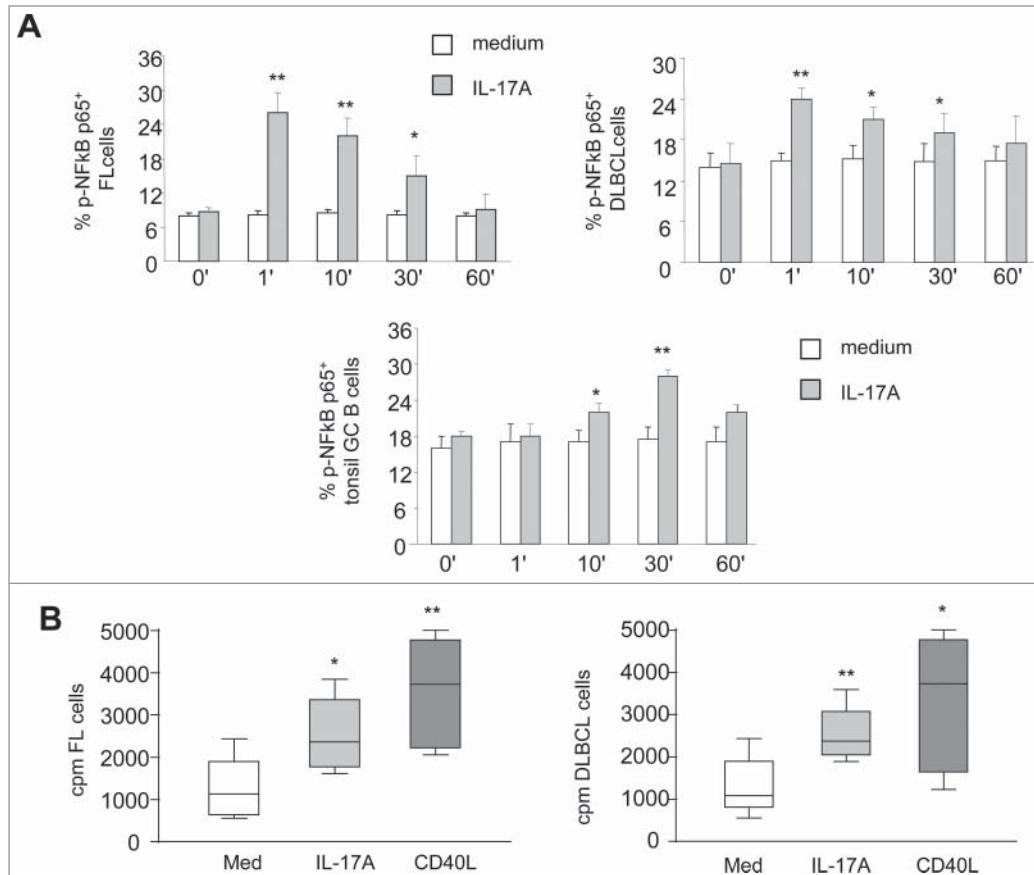 A
36
30
24
18
12
6
0
% p-NFkB p65+
FLcells
** ** *
0' 1' 10' 30' 60'
medium
IL-17A
30
24
18
12
6
0
% p-NFkB p65+
DLBCLcells
** * *
0' 1' 10' 30' 60'
36
30
24
18
12
6
0
% p-NFkB p65+
tonsil GC B cells
* **
0' 1' 10' 30' 60'
medium
IL-17A
B
5000
4000
3000
2000
1000
0
cpm FL cells
* **
Med IL-17A CD40L
5000
4000
3000
2000
1000
0
cpm DLBCL cells
** *
Med IL-17A CD40L